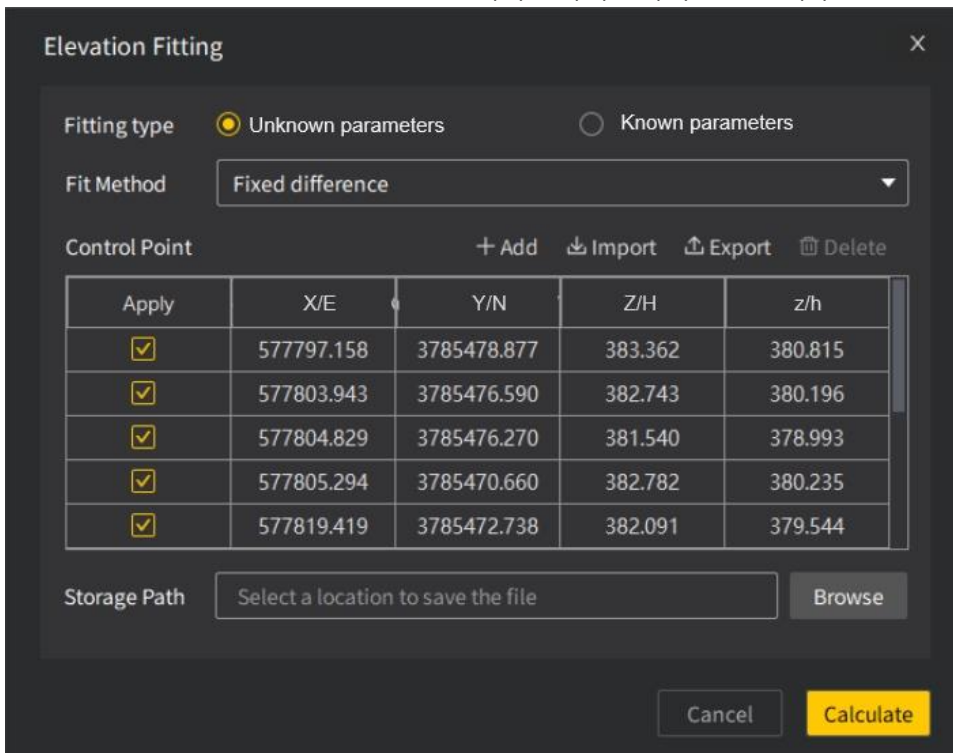 Elevation Fitting
Fitting type Unknown parameters Known parameters
Fit Method Fixed difference
Control Point Add Import Export Delete
Apply X/E Y/N Z/H z/h
577797.158 3785478.877 383.362 380.815
577803.943 3785476.590 382.743 380.196
577804.829 3785476.270 381.540 378.993
577805.294 3785470.660 382.782 380.235
577819.419 3785472.738 382.091 379.544
Storage Path Select a location to save the file Browse
Cancel Calculate